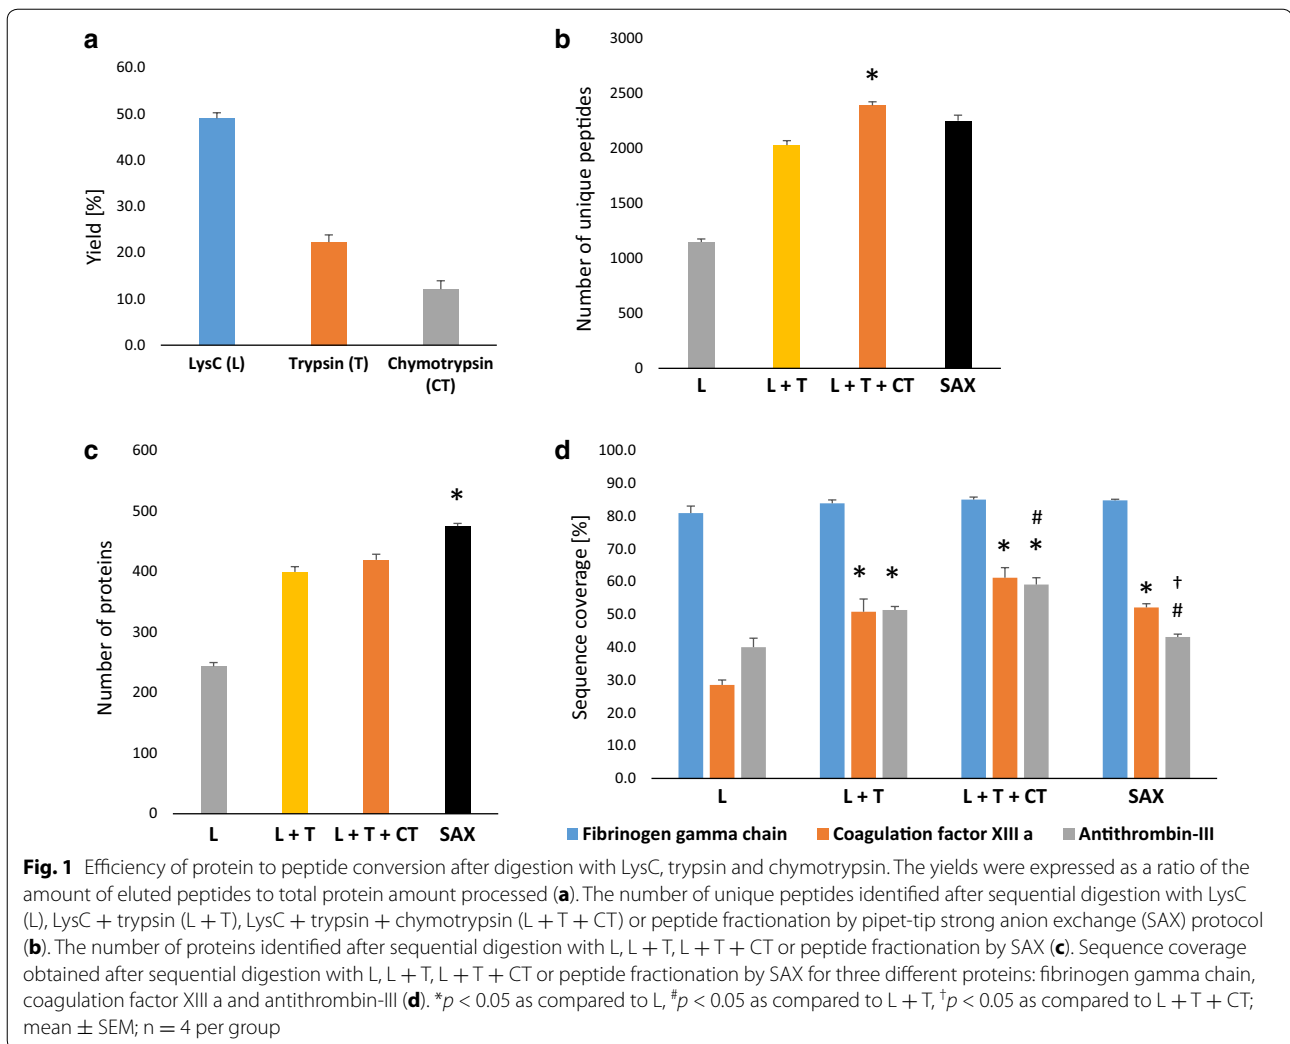 a
60.0
50.0
40.0
30.0
20.0
10.0
0.0
Yield [%]
LysC (L) Trypsin (T) Chymotrypsin
(CT)
b
3000
2500
2000
1500
1000
500
0
Number of unique peptides
*
L L + T L + T + CT SAX
c
600
500
400
300
200
100
0
Number of proteins
*
L L + T L + T + CT SAX
d
100.0
90.0
80.0
70.0
60.0
50.0
40.0
30.0
20.0
10.0
0.0
Sequence coverage [%]
* *
#
* *
†
* #
L L + T L + T + CT SAX
Fibrinogen gamma chain Coagulation factor XIII a Antithrombin-III
Fig. 1 Efficiency of protein to peptide conversion after digestion with LysC, trypsin and chymotrypsin. The yields were expressed as a ratio of the
amount of eluted peptides to total protein amount processed (a). The number of unique peptides identified after sequential digestion with LysC
(L), LysC + trypsin (L + T), LysC + trypsin + chymotrypsin (L + T + CT) or peptide fractionation by pipet-tip strong anion exchange (SAX) protocol
(b). The number of proteins identified after sequential digestion with L, L + T, L + T + CT or peptide fractionation by SAX (c). Sequence coverage
obtained after sequential digestion with L, L + T, L + T + CT or peptide fractionation by SAX for three different proteins: fibrinogen gamma chain,
coagulation factor XIII a and antithrombin-III (d). *p < 0.05 as compared to L, #p < 0.05 as compared to L + T, †p < 0.05 as compared to L + T + CT;
mean ± SEM; n = 4 per group